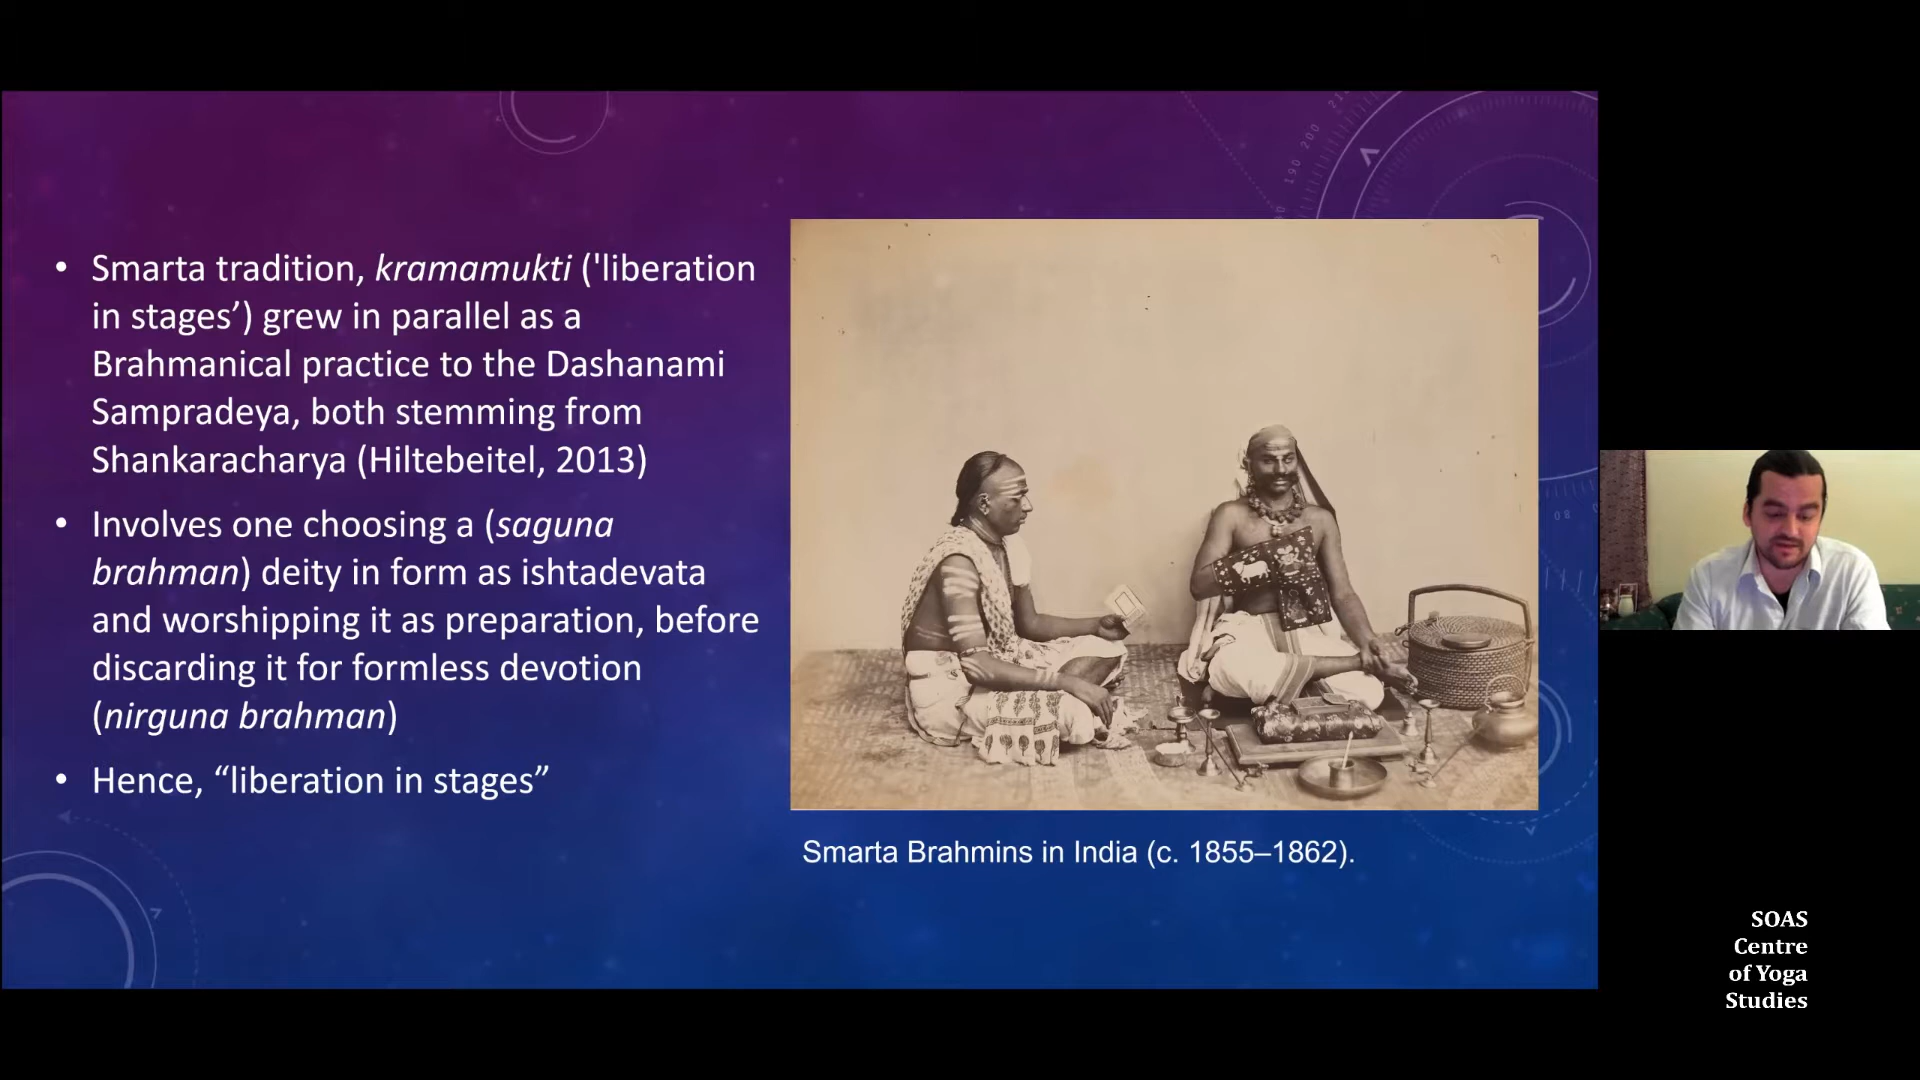 • Smarta tradition, kramamukti ('liberation
in stages’) grew in parallel as a
Brahmanical practice to the Dashanami
Sampradeya, both stemming from
Shankaracharya (Hiltebeitel, 2013)
• Involves one choosing a (saguna
brahman) deity in form as ishtadevata
and worshipping it as preparation, before
discarding it for formless devotion
(nirguna brahman)
• Hence, “liberation in stages”
Smarta Brahmins in India (c. 1855–1862).
190 200
80
SOAS
Centre
of Yoga
Studies